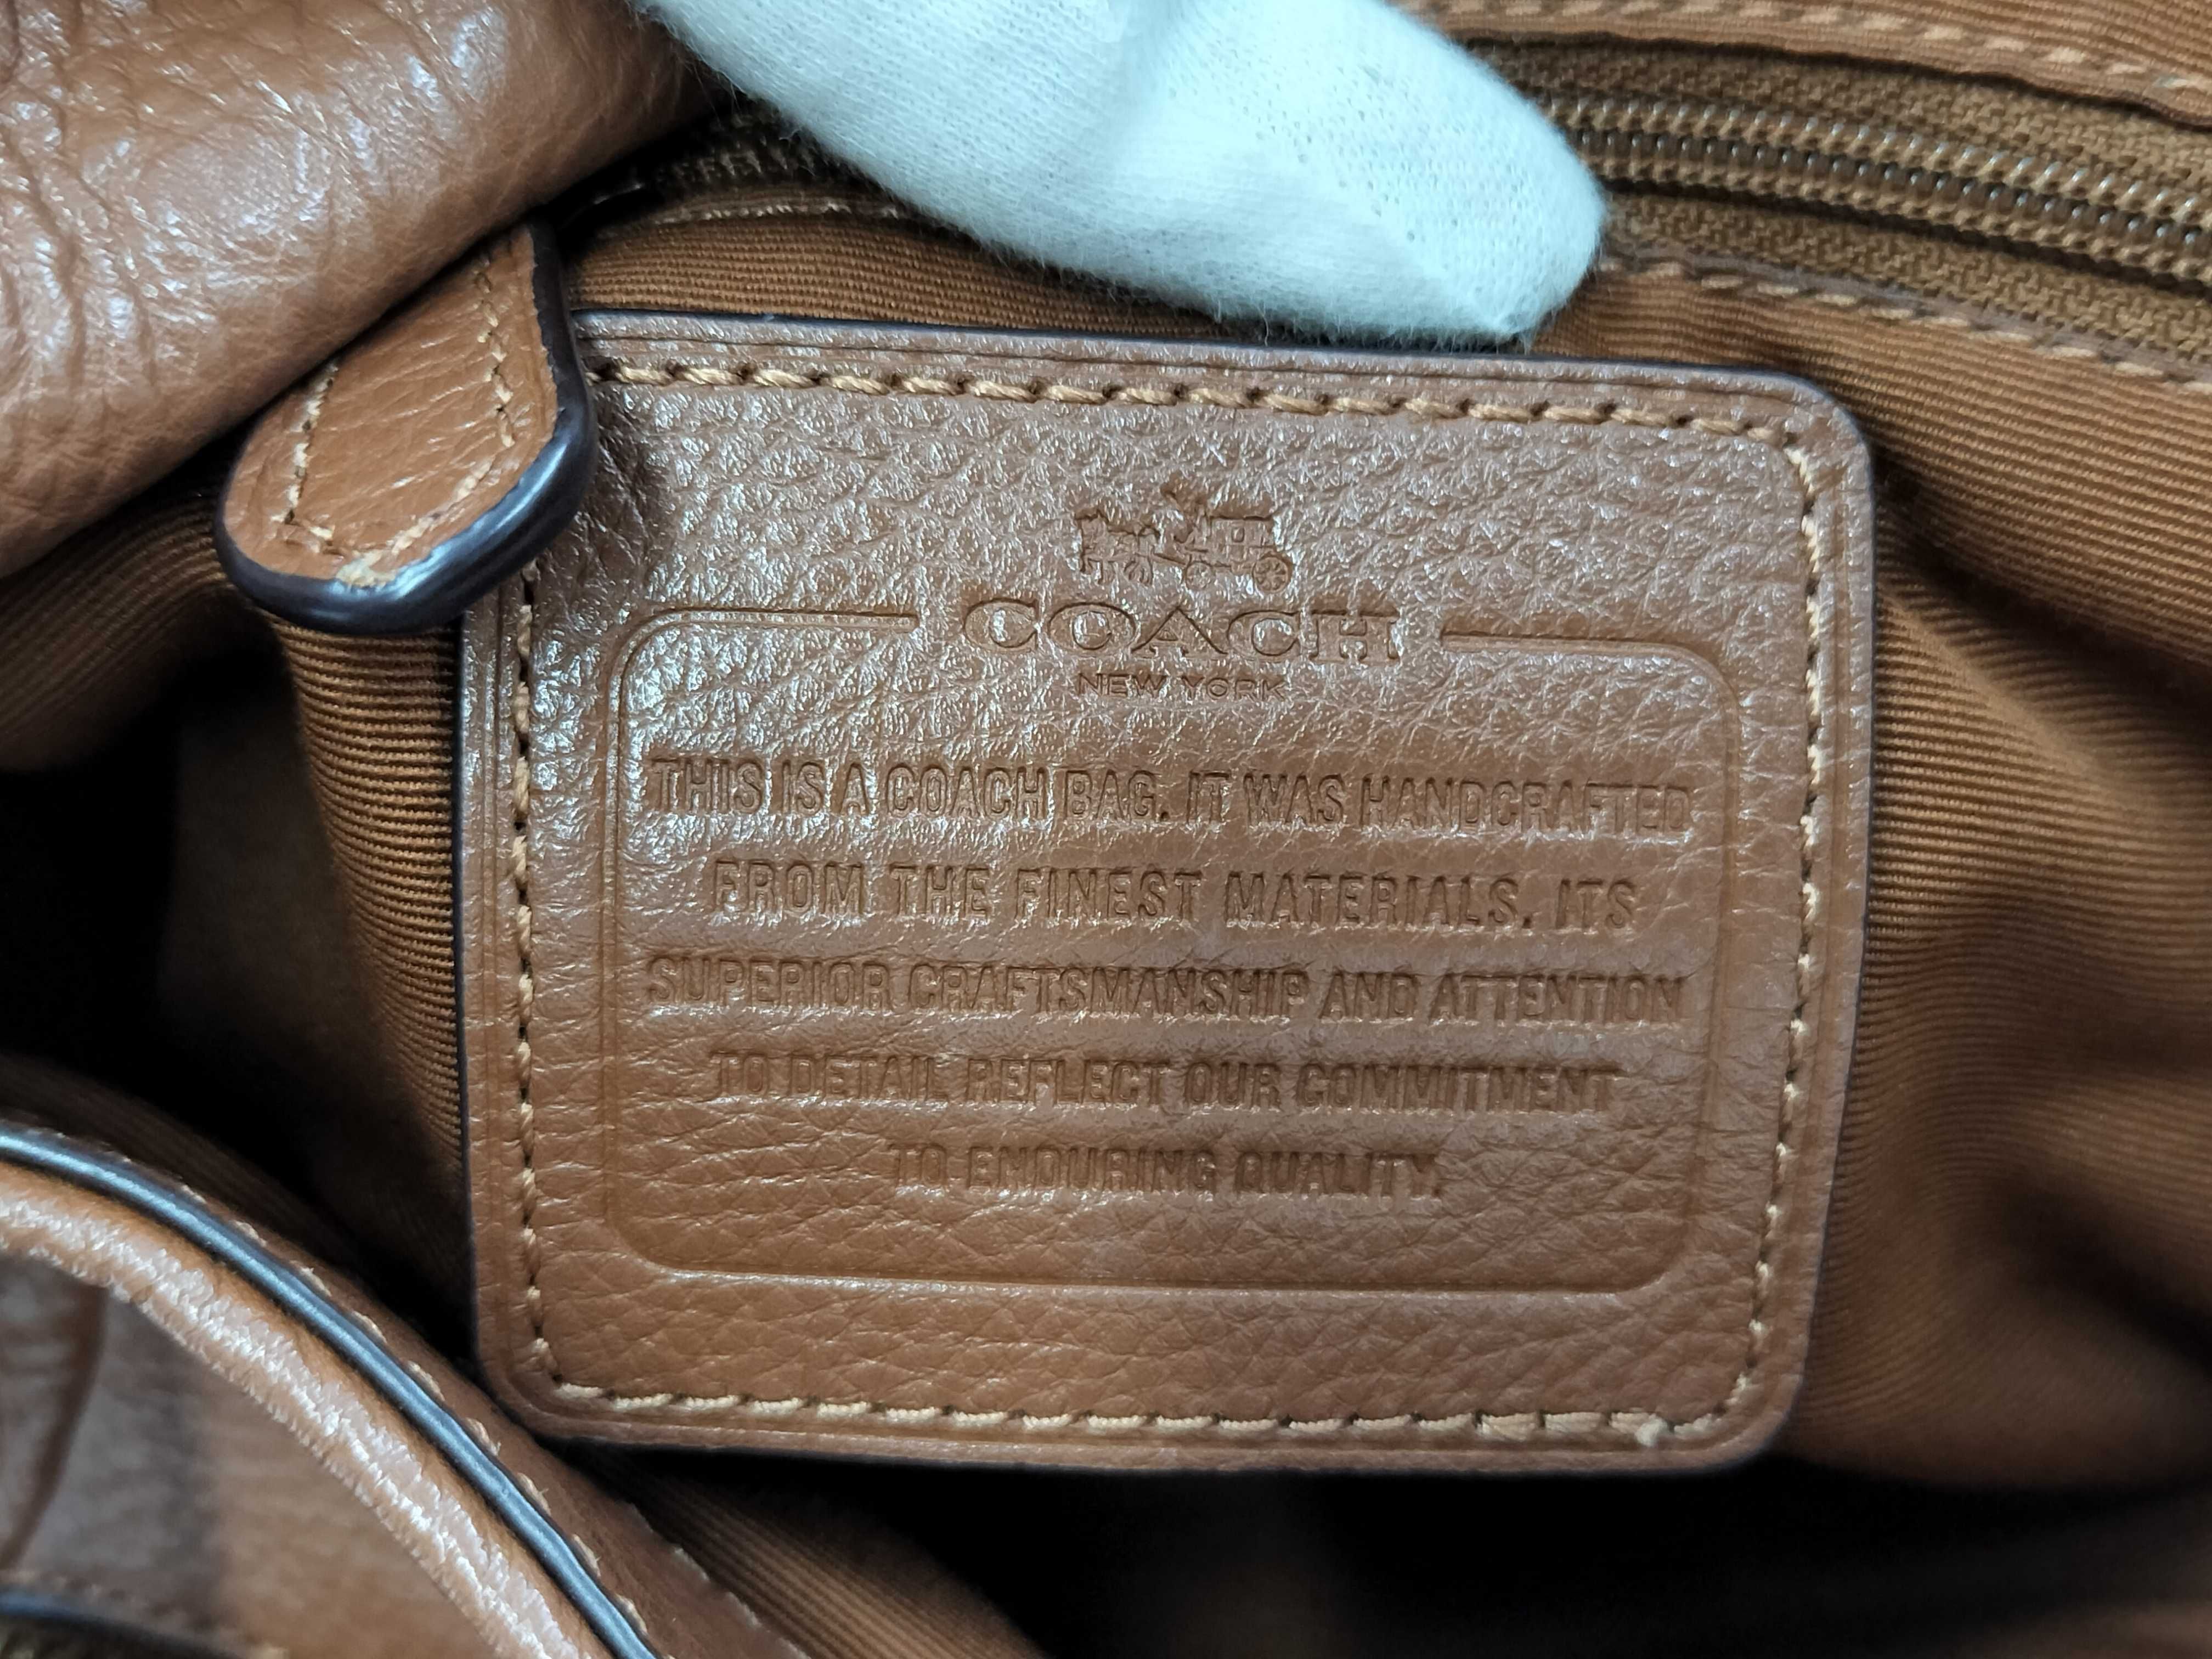 COACH
NEW YORK
THIS IS A COACH BAG. IT WAS HANDCRAFTED
FROM THE FINEST MATERIALS. ITS
SUPERIOR CRAFTSMANSHIP AND ATTENTION
TO DETAIL REFLECT OUR COMMITMENT
TO ENDURING QUALITY.